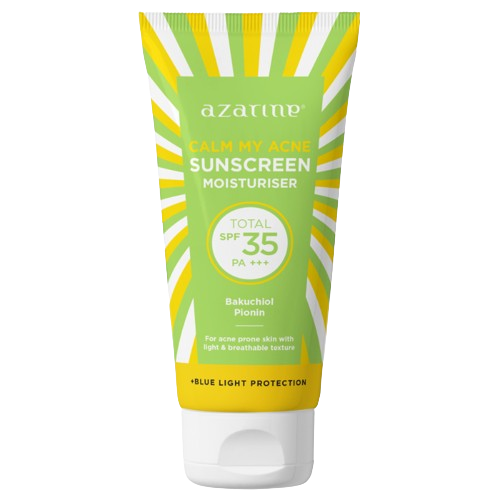 azarine®
CALM MY ACNE
SUNSCREEN
MOISTURISER
TOTAL
SPF 35
PA +++
Bakuchiol
Pionin
For acne prone skin with
light & breathable texture
+BLUE LIGHT PROTECTION